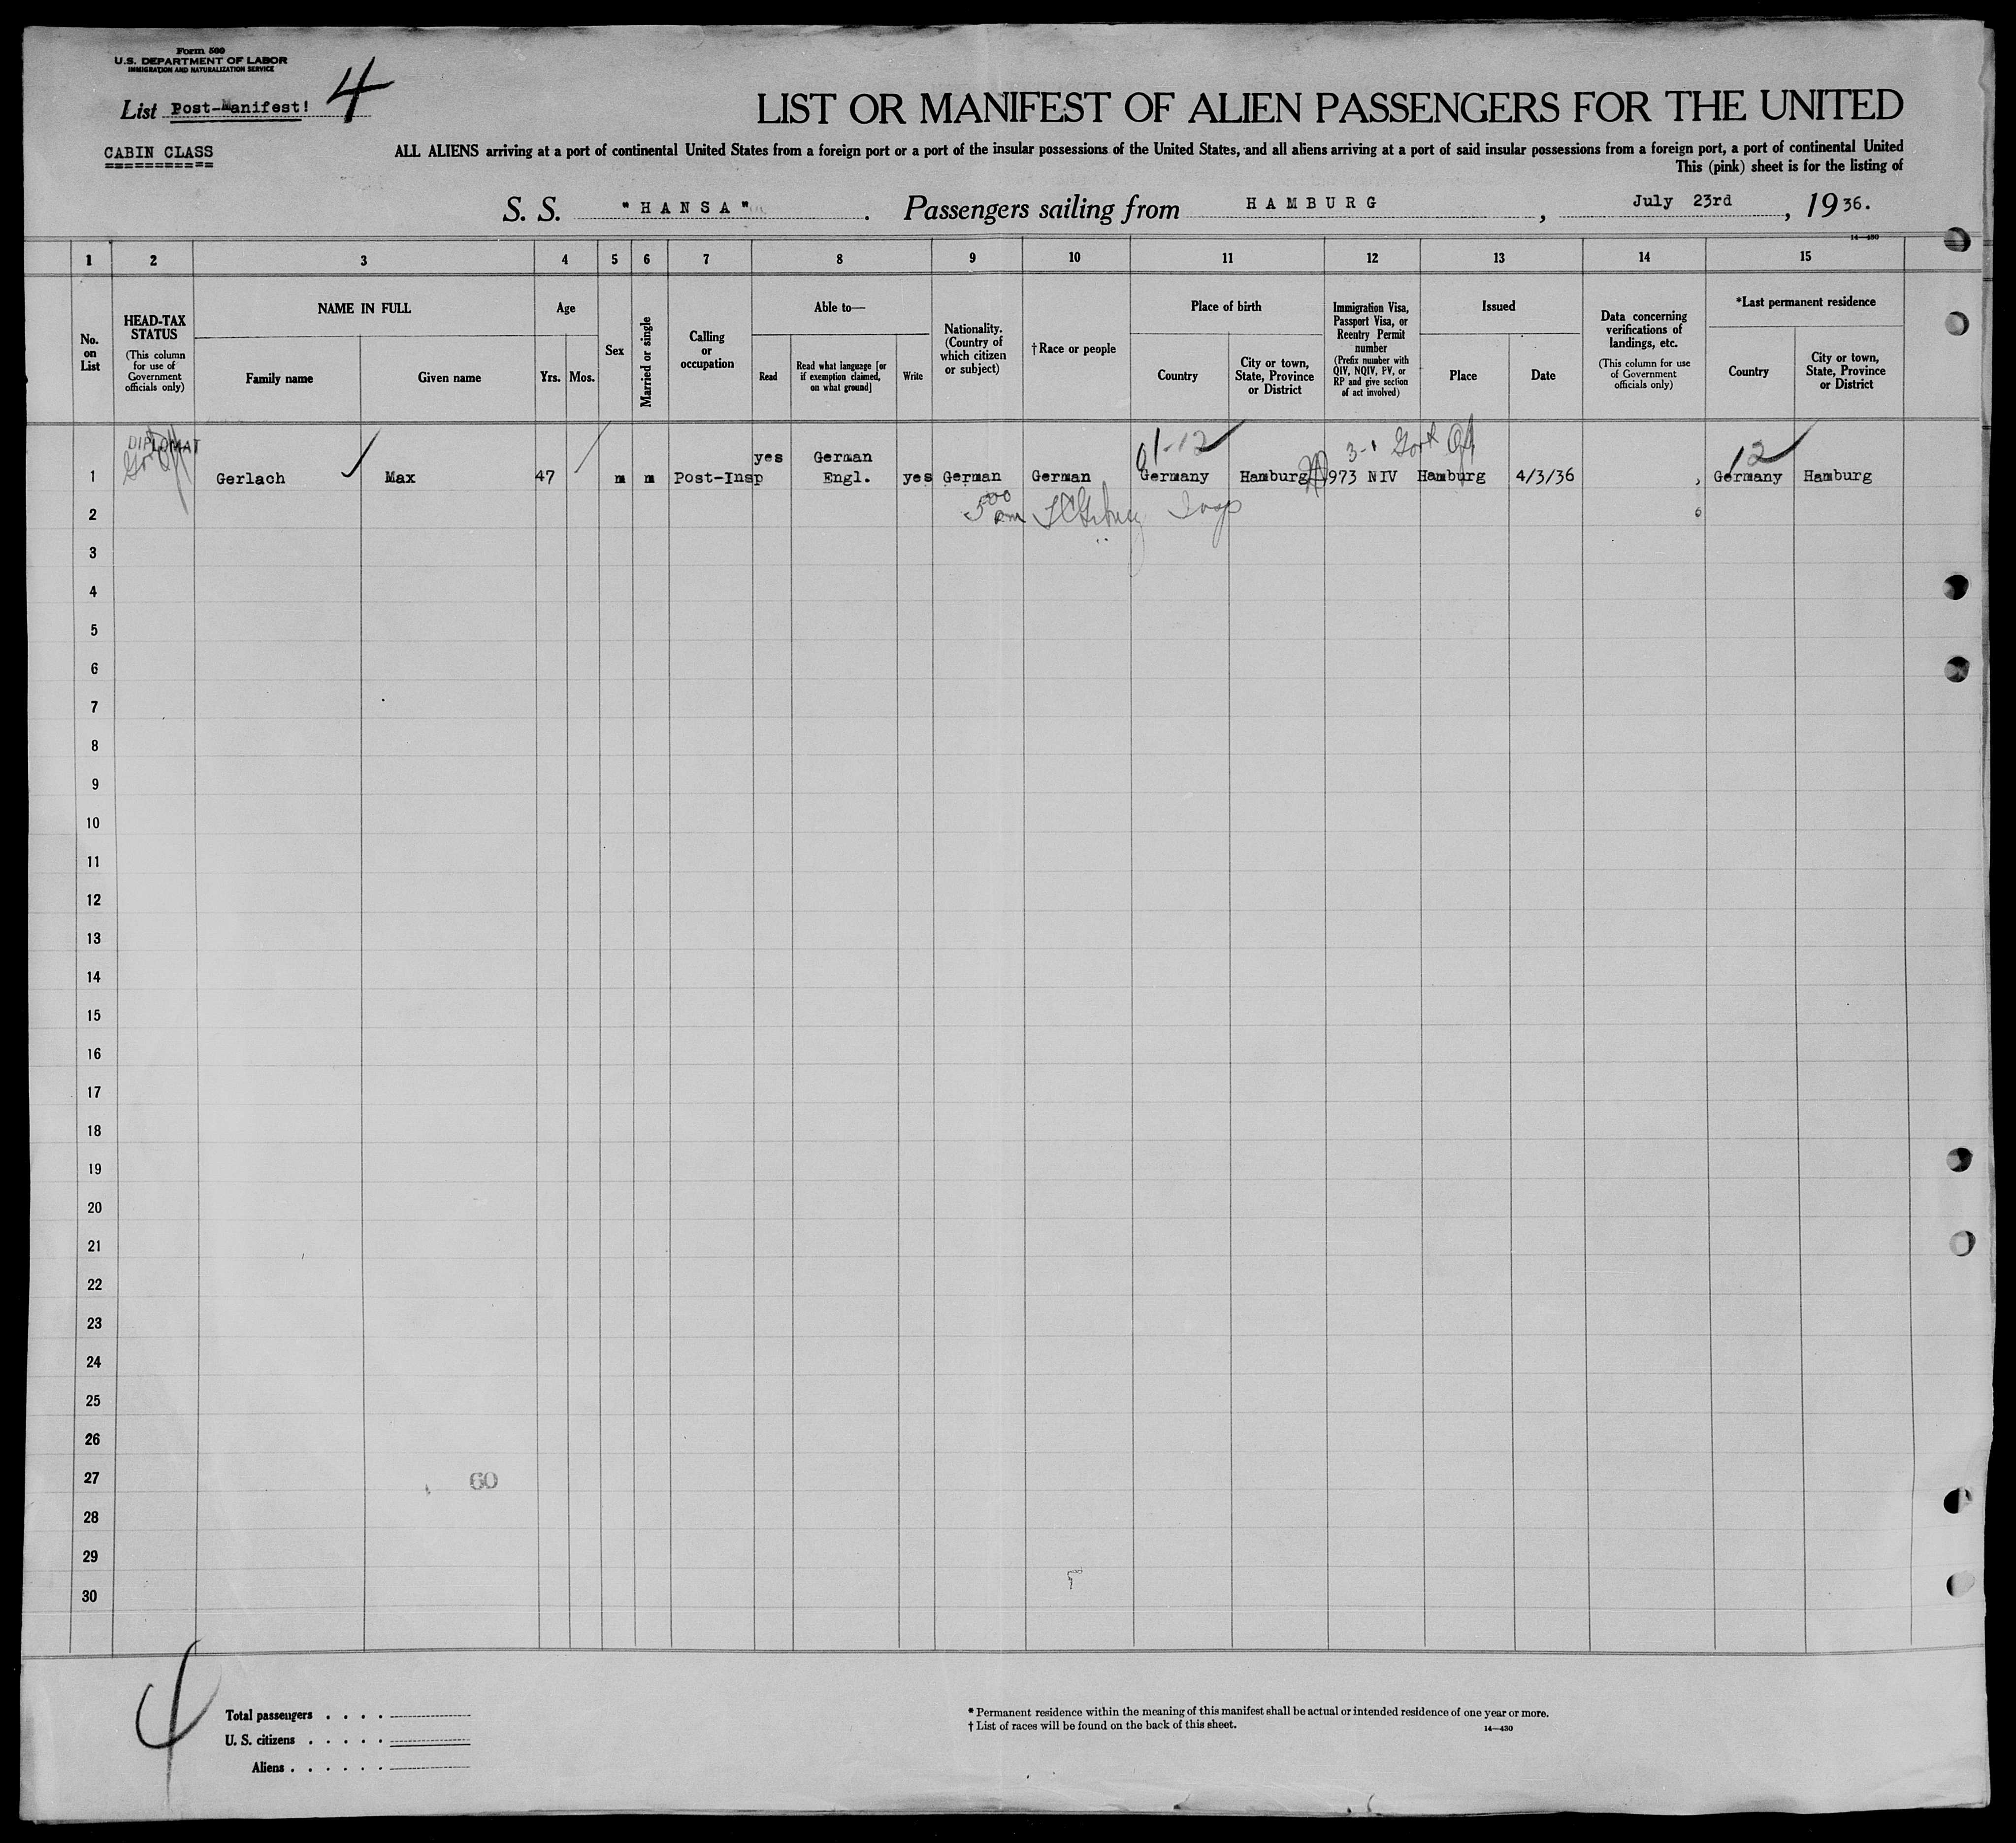 Form 500
U.S. DEPARTMENT OF LABOR
IMMIGRATION AND NATURALIZATION SERVICE
List Post-Manifest! 4
CABIN CLASS
LIST OR MANIFEST OF ALIEN PASSENGERS FOR THE UNITED
ALL ALIENS arriving at a port of continental United States from a foreign port or a port of the insular possessions of the United States, and all aliens arriving at a port of said insular possessions from a foreign port, a port of continental United
This (pink) sheet is for the listing of
S. S. "HANSA". Passengers sailing from HAMBURG, July 23rd, 1936.
14—430
1 2 3 4 5 6 7 8 9 10 11 12 13 14 15
No. on List
HEAD-TAX STATUS
(This column for use of Government officials only)
NAME IN FULL
Family name Given name
Age
Yrs. Mos.
Sex
Married or single
Calling or occupation
Able to—
Read
Read what language [or if exemption claimed, on what ground]
Write
Nationality. (Country of which citizen or subject)
†Race or people
Place of birth
Country
City or town, State, Province or District
Immigration Visa, Passport Visa, or Reentry Permit number
(Prefix number with QIV, NQIV, PV, or RP and give section of act involved)
Issued
Place Date
Data concerning verifications of landings, etc.
(This column for use of Government officials only)
*Last permanent residence
Country
City or town, State, Province or District
DIPLOMAT
01-12 3-1 Govt Off 12
yes German
1 Gerlach Max 47 m m Post-Insp Engl. yes German German Germany Hamburg 973 NIV Hamburg 4/3/36 Germany Hamburg
2 5 00 pm Insp
3
4
5
6
7
8
9
10
11
12
13
14
15
16
17
18
19
20
21
22
23
24
25
26
27 60
28
29
30
4
Total passengers . . . .
U. S. citizens . . . . .
Aliens . . . . . .
* Permanent residence within the meaning of this manifest shall be actual or intended residence of one year or more.
† List of races will be found on the back of this sheet.
14—430